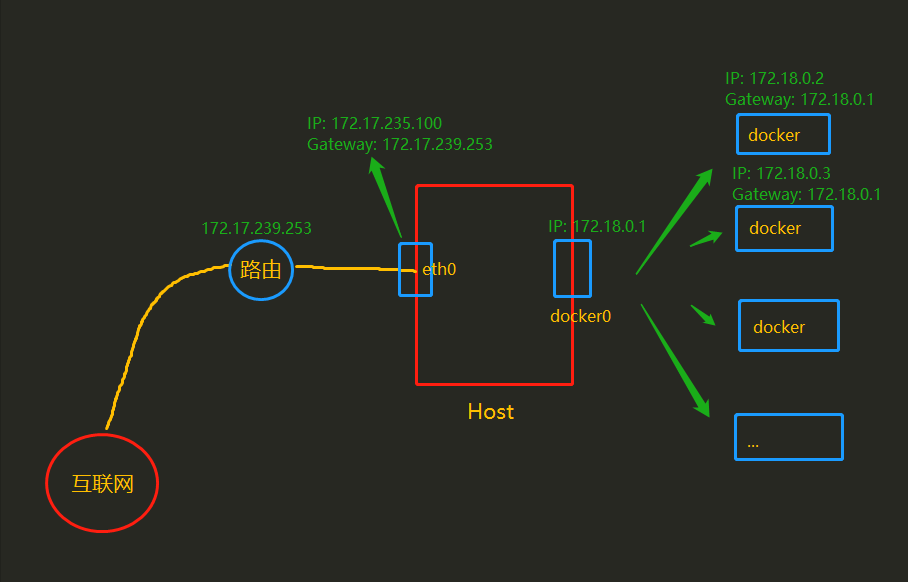 IP: 172.18.0.2
Gateway: 172.18.0.1
docker
IP: 172.17.235.100
Gateway: 172.17.239.253
IP: 172.18.0.3
Gateway: 172.18.0.1
docker
172.17.239.253
IP: 172.18.0.1
路由
eth0
docker0
docker
Host
...
互联网